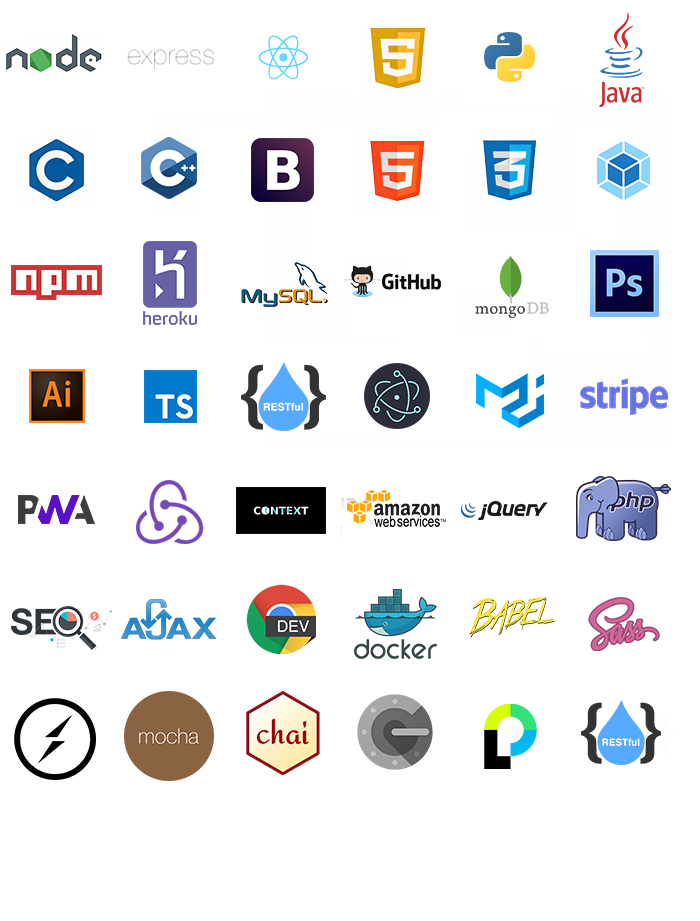 node express Java
C C++ B 5 5 3
npm heroku MySQL. GitHub mongoDB Ps
Ai TS {RESTful} stripe
PWA CONTEXT amazon
webservices™ jQuery php
SEO AJAX DEV docker BABEL Sass
mocha chai {RESTful}